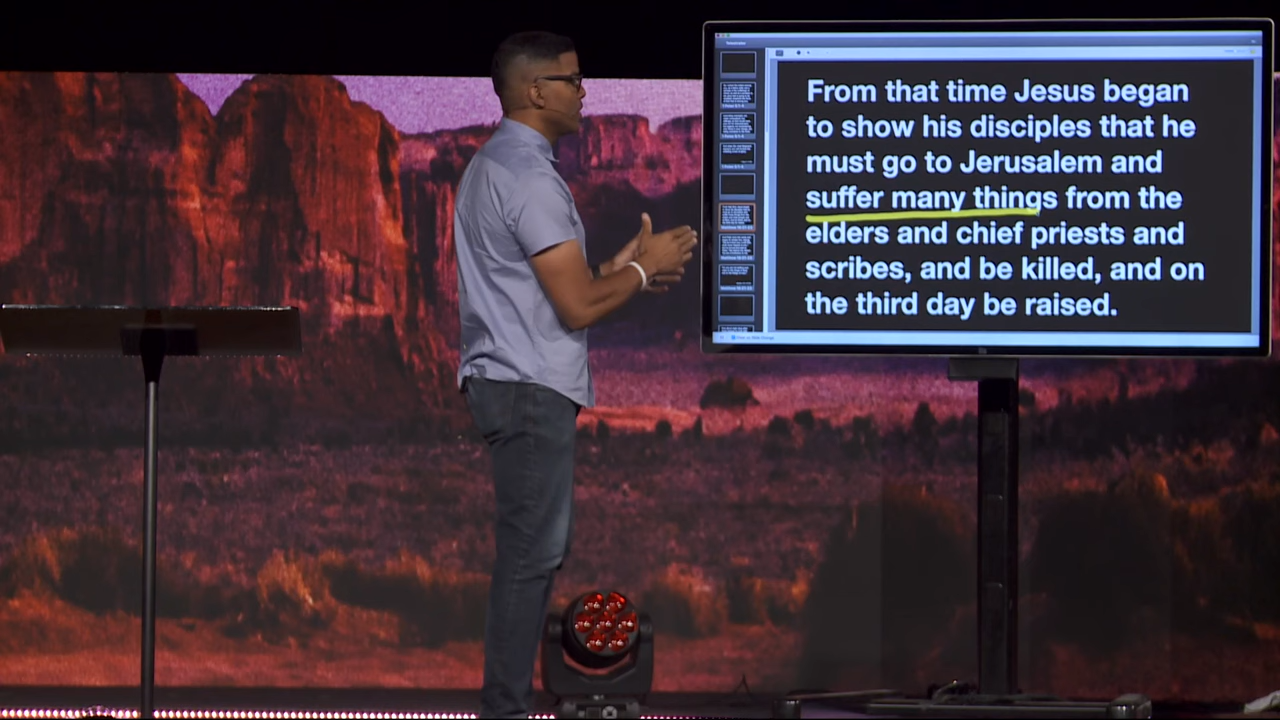 From that time Jesus began
to show his disciples that he
must go to Jerusalem and
suffer many things from the
elders and chief priests and
scribes, and be killed, and on
the third day be raised.